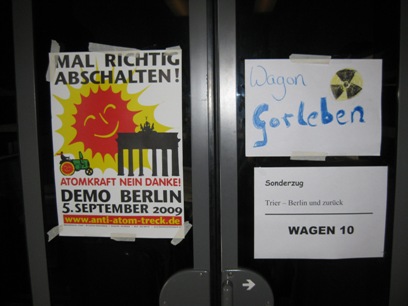 MAL RICHTIG
ABSCHALTEN!
ATOMKRAFT NEIN DANKE!
DEMO BERLIN
5. SEPTEMBER 2009
www.anti-atom-treck.de
Wagon
Gorleben
Sonderzug
Trier – Berlin und zurück
WAGEN 10